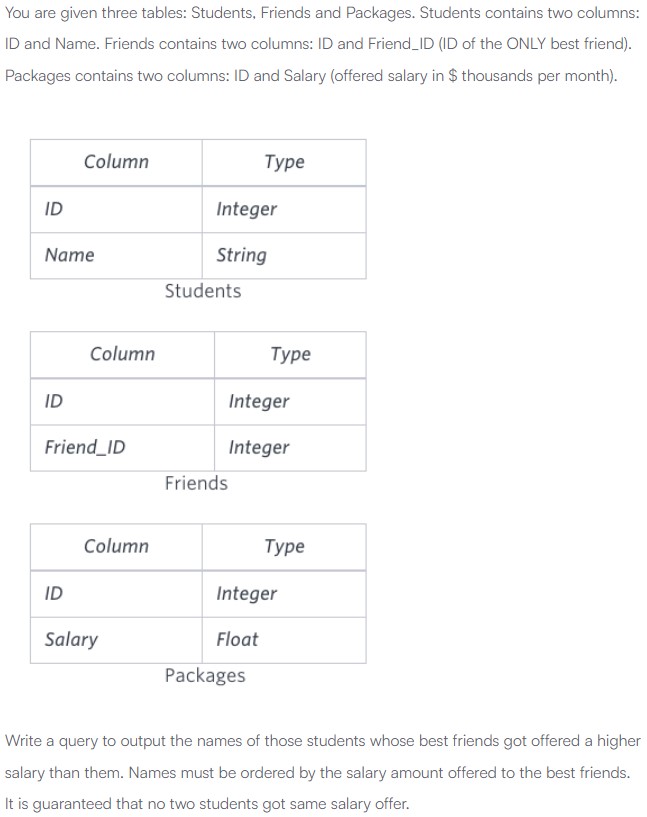 You are given three tables: Students, Friends and Packages. Students contains two columns:
ID and Name. Friends contains two columns: ID and Friend_ID (ID of the ONLY best friend).
Packages contains two columns: ID and Salary (offered salary in $ thousands per month).
Column Type
ID Integer
Name String
Students
Column Type
ID Integer
Friend_ID Integer
Friends
Column Type
ID Integer
Salary Float
Packages
Write a query to output the names of those students whose best friends got offered a higher
salary than them. Names must be ordered by the salary amount offered to the best friends.
It is guaranteed that no two students got same salary offer.